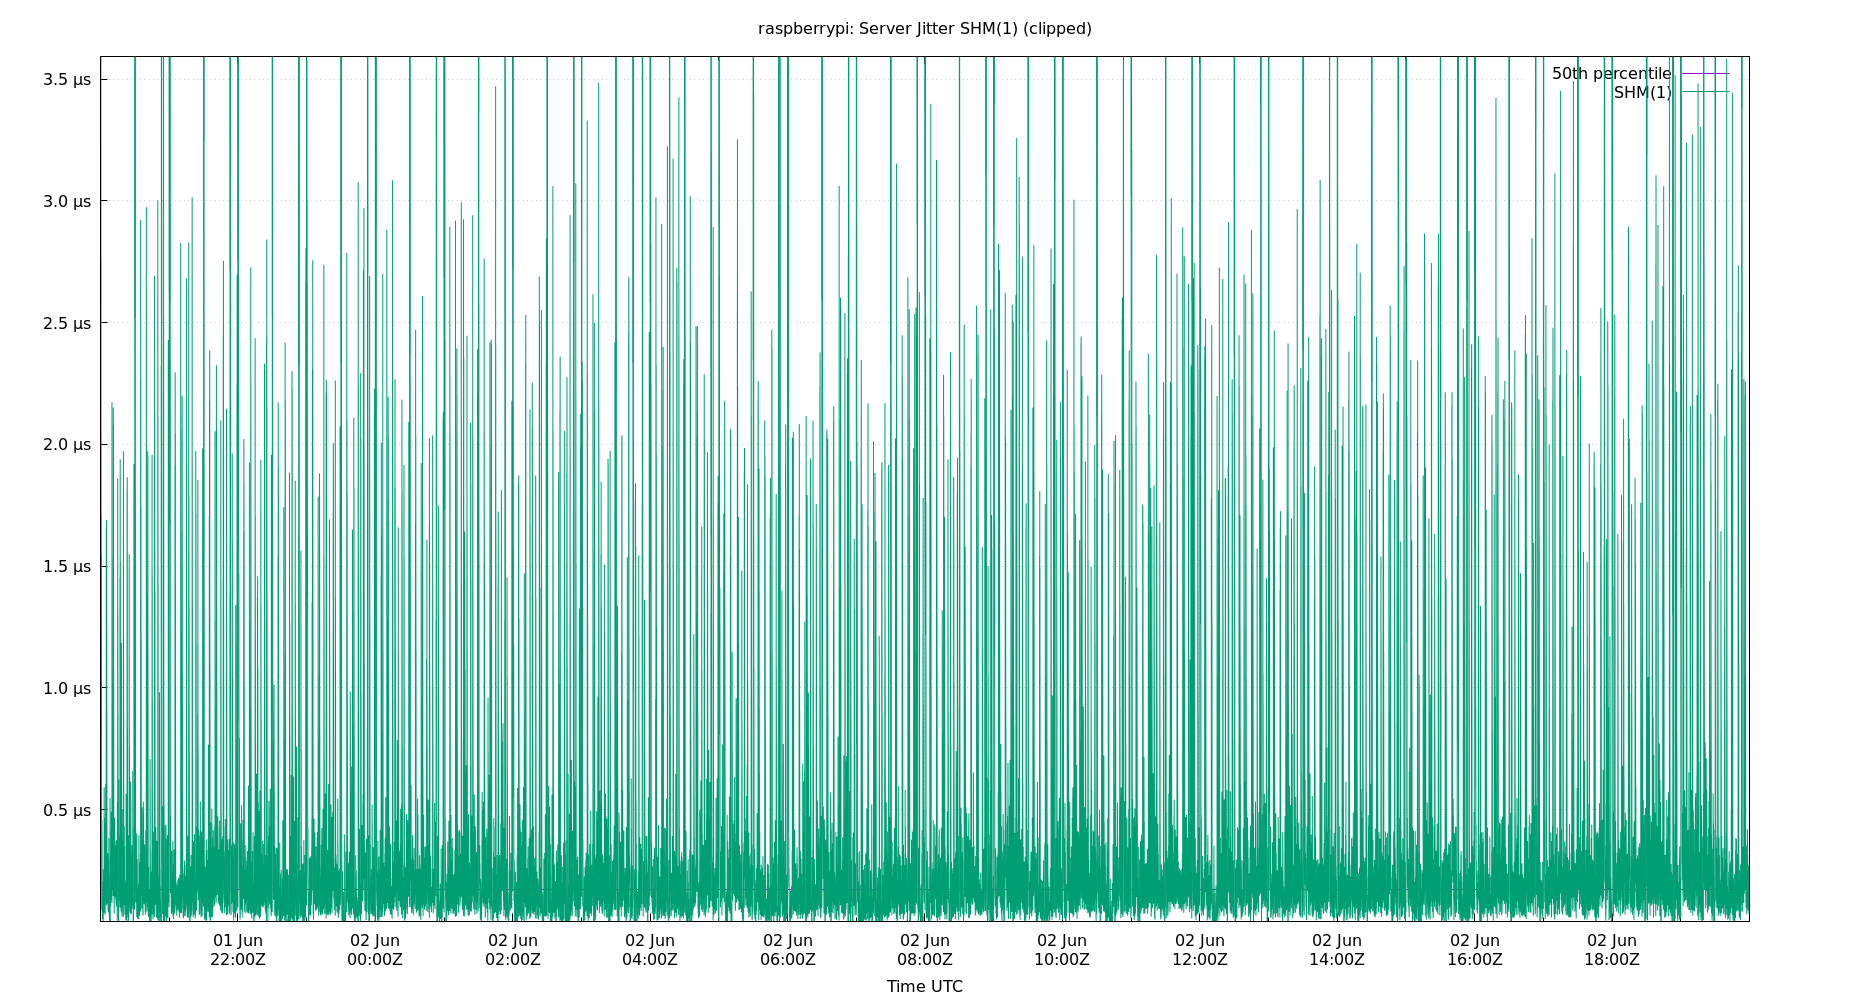 raspberrypi: Server Jitter SHM(1) (clipped)
50th percentile
SHM(1)
3.5 µs
3.0 µs
2.5 µs
2.0 µs
1.5 µs
1.0 µs
0.5 µs
01 Jun 02 Jun 02 Jun 02 Jun 02 Jun 02 Jun 02 Jun 02 Jun 02 Jun 02 Jun 02 Jun
22:00Z 00:00Z 02:00Z 04:00Z 06:00Z 08:00Z 10:00Z 12:00Z 14:00Z 16:00Z 18:00Z
Time UTC